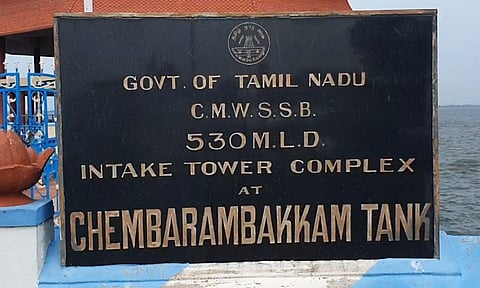 GOVT. OF TAMIL NADU
C.M.W.S.S.B.
530 M.L.D.
INTAKE TOWER COMPLEX
AT
CHEMBARAMBAKKAM TANK